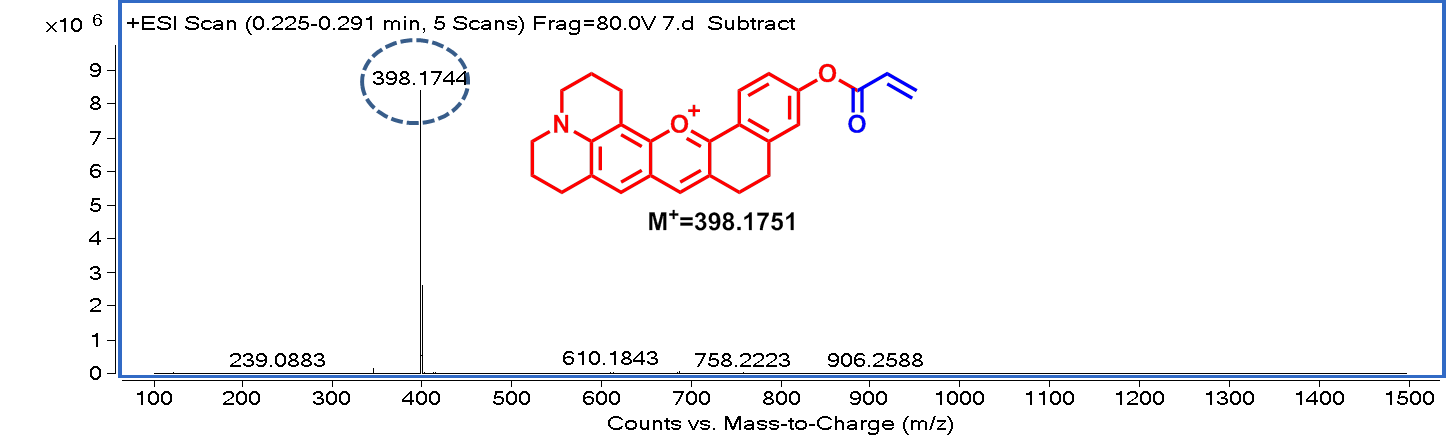 x10 6
+ESI Scan (0.225-0.291 min, 5 Scans) Frag=80.0V 7.d Subtract
9
8
7
6
5
4
3
2
1
0
398.1744
N
O+
O
O
M+=398.1751
239.0883
610.1843
758.2223
906.2588
100 200 300 400 500 600 700 800 900 1000 1100 1200 1300 1400 1500
Counts vs. Mass-to-Charge (m/z)